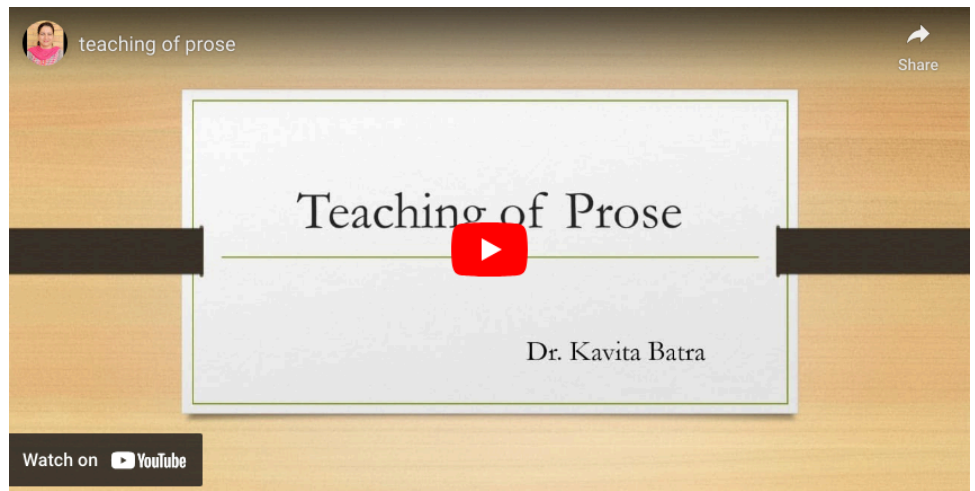 teaching of prose
Share
Teaching of Prose
Dr. Kavita Batra
Watch on YouTube